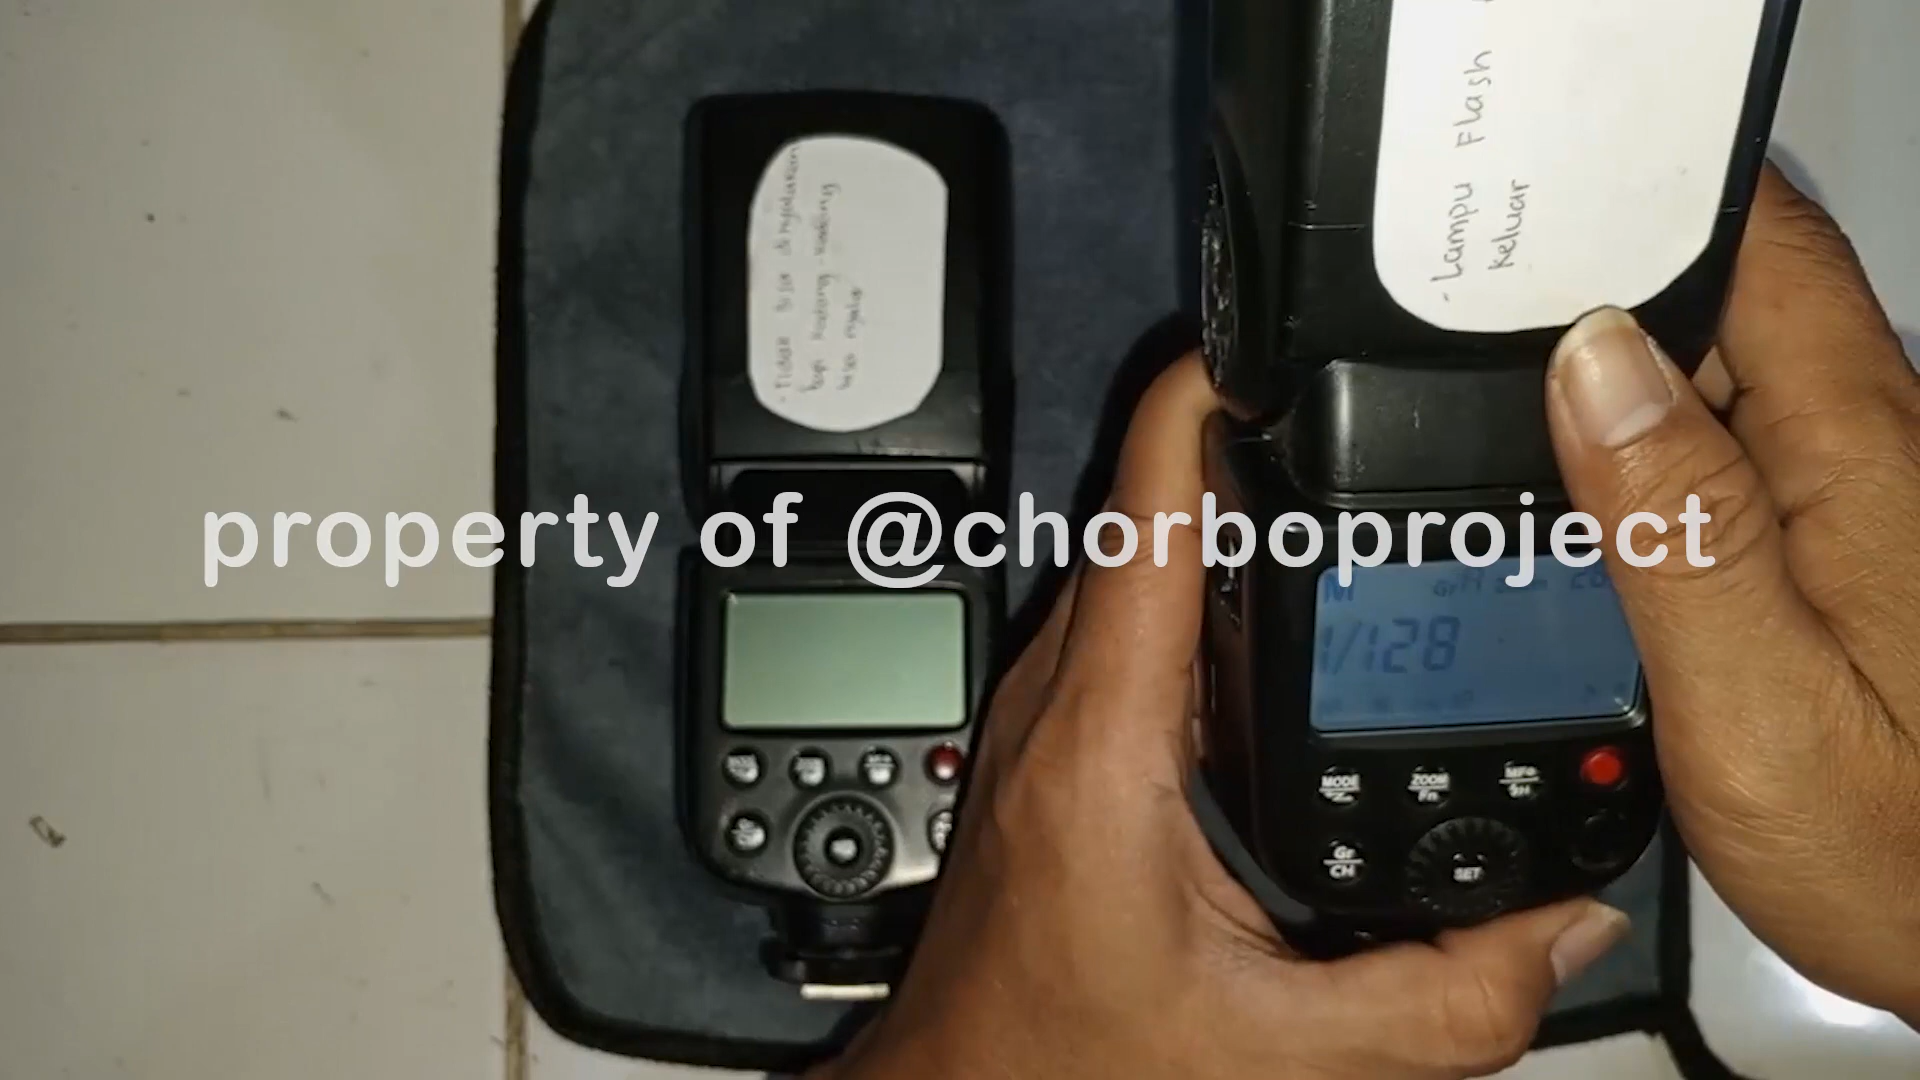 - Tidak bisa dinyalakan
tapi kadang-kadang
bisa nyala
- Lampu Flash
Keluar
property of @chorboproject
M
Zoom
1/128
MODE
ZOOM
Fn
Gr
CH
SET